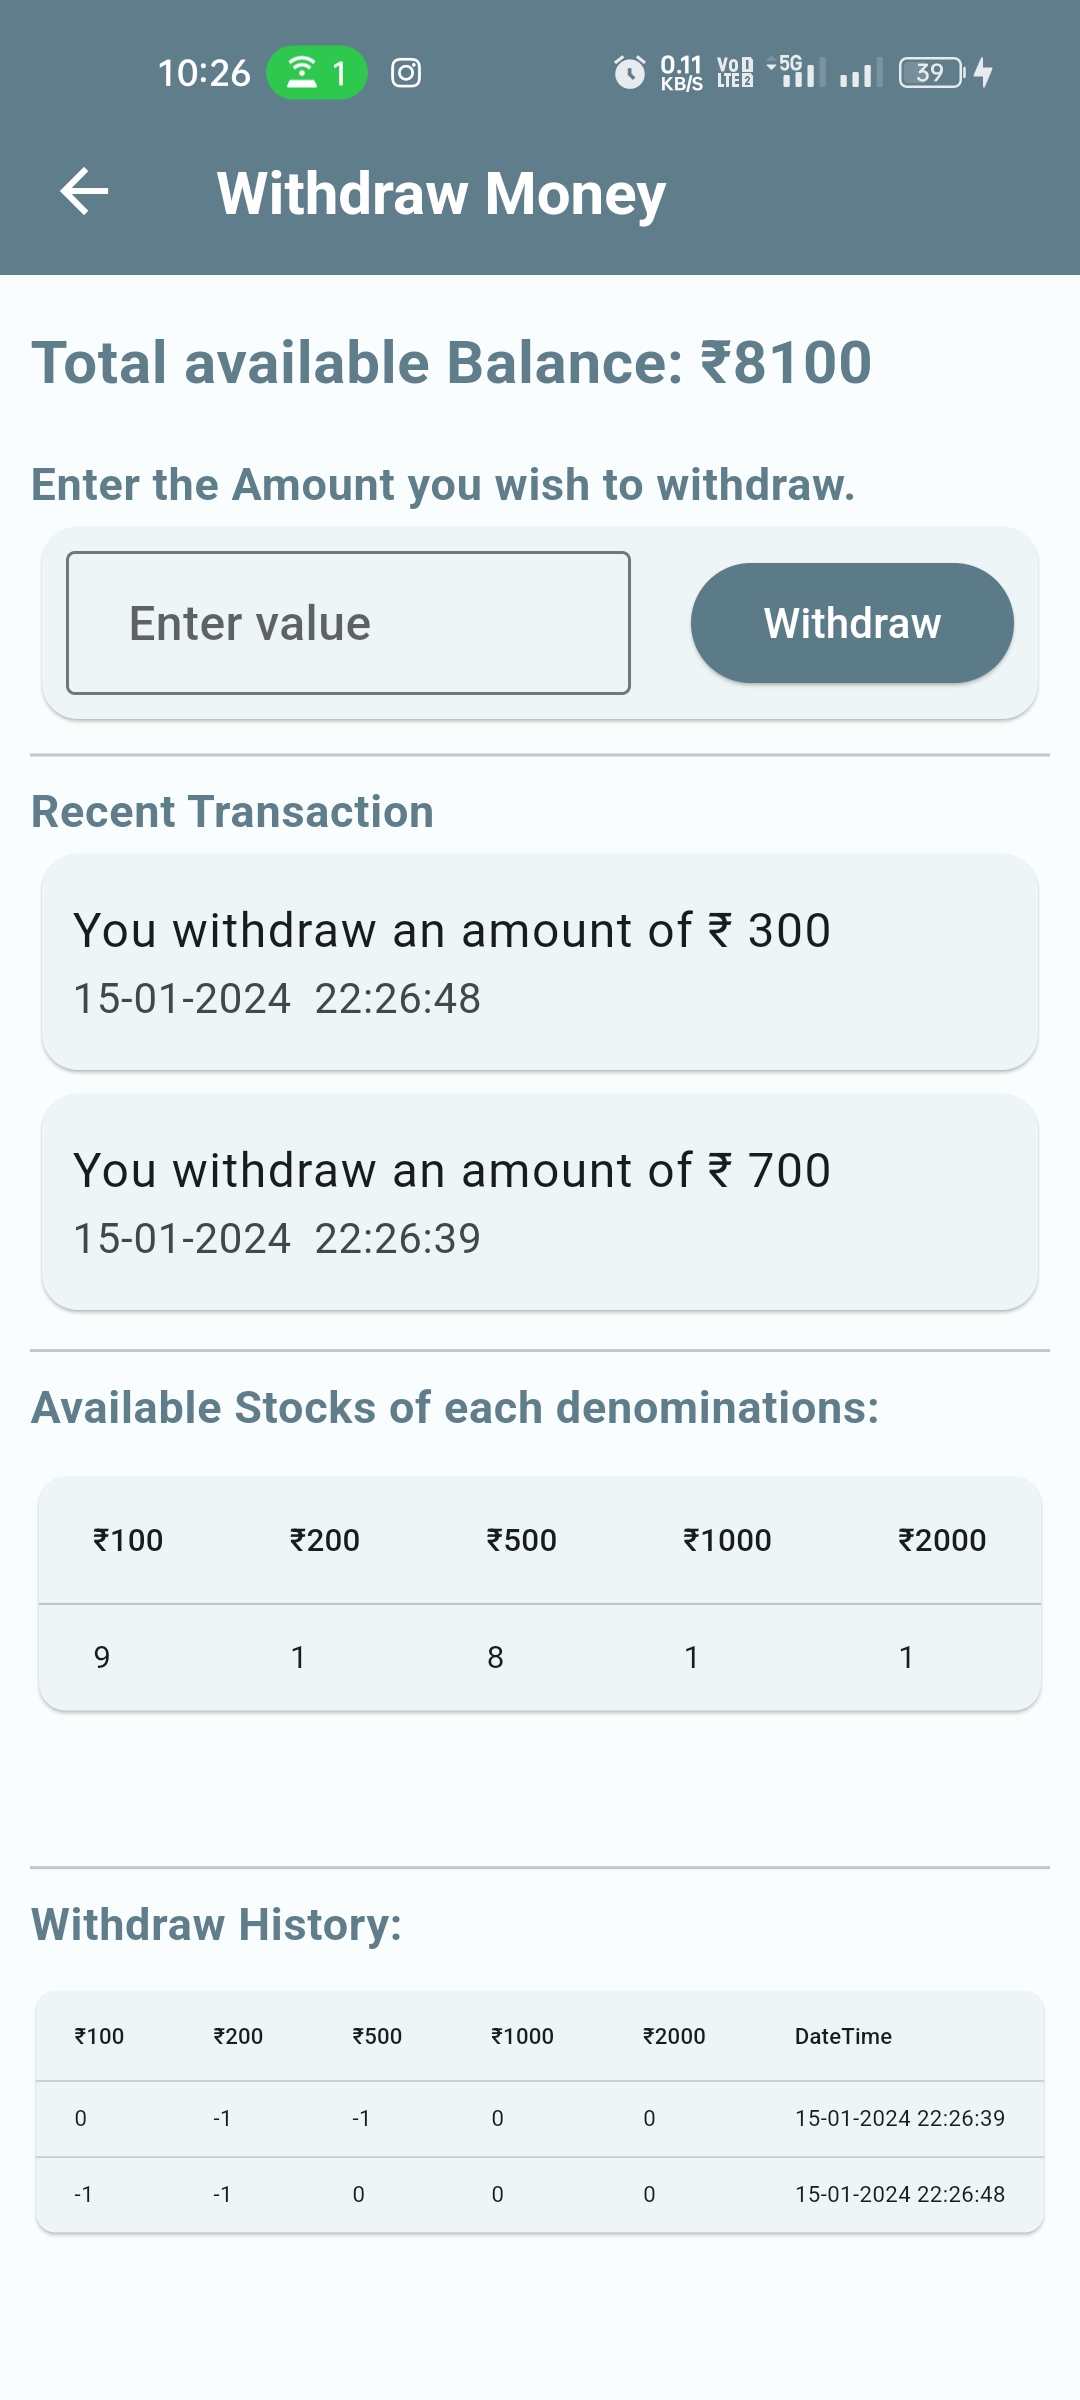 10:26 1 0.11 KB/S Vo 1 LTE 2 5G 39
Withdraw Money
Total available Balance: ₹8100
Enter the Amount you wish to withdraw.
Enter value Withdraw
Recent Transaction
You withdraw an amount of ₹ 300
15-01-2024 22:26:48
You withdraw an amount of ₹ 700
15-01-2024 22:26:39
Available Stocks of each denominations:
₹100 ₹200 ₹500 ₹1000 ₹2000
9 1 8 1 1
Withdraw History:
₹100 ₹200 ₹500 ₹1000 ₹2000 DateTime
0 -1 -1 0 0 15-01-2024 22:26:39
-1 -1 0 0 0 15-01-2024 22:26:48